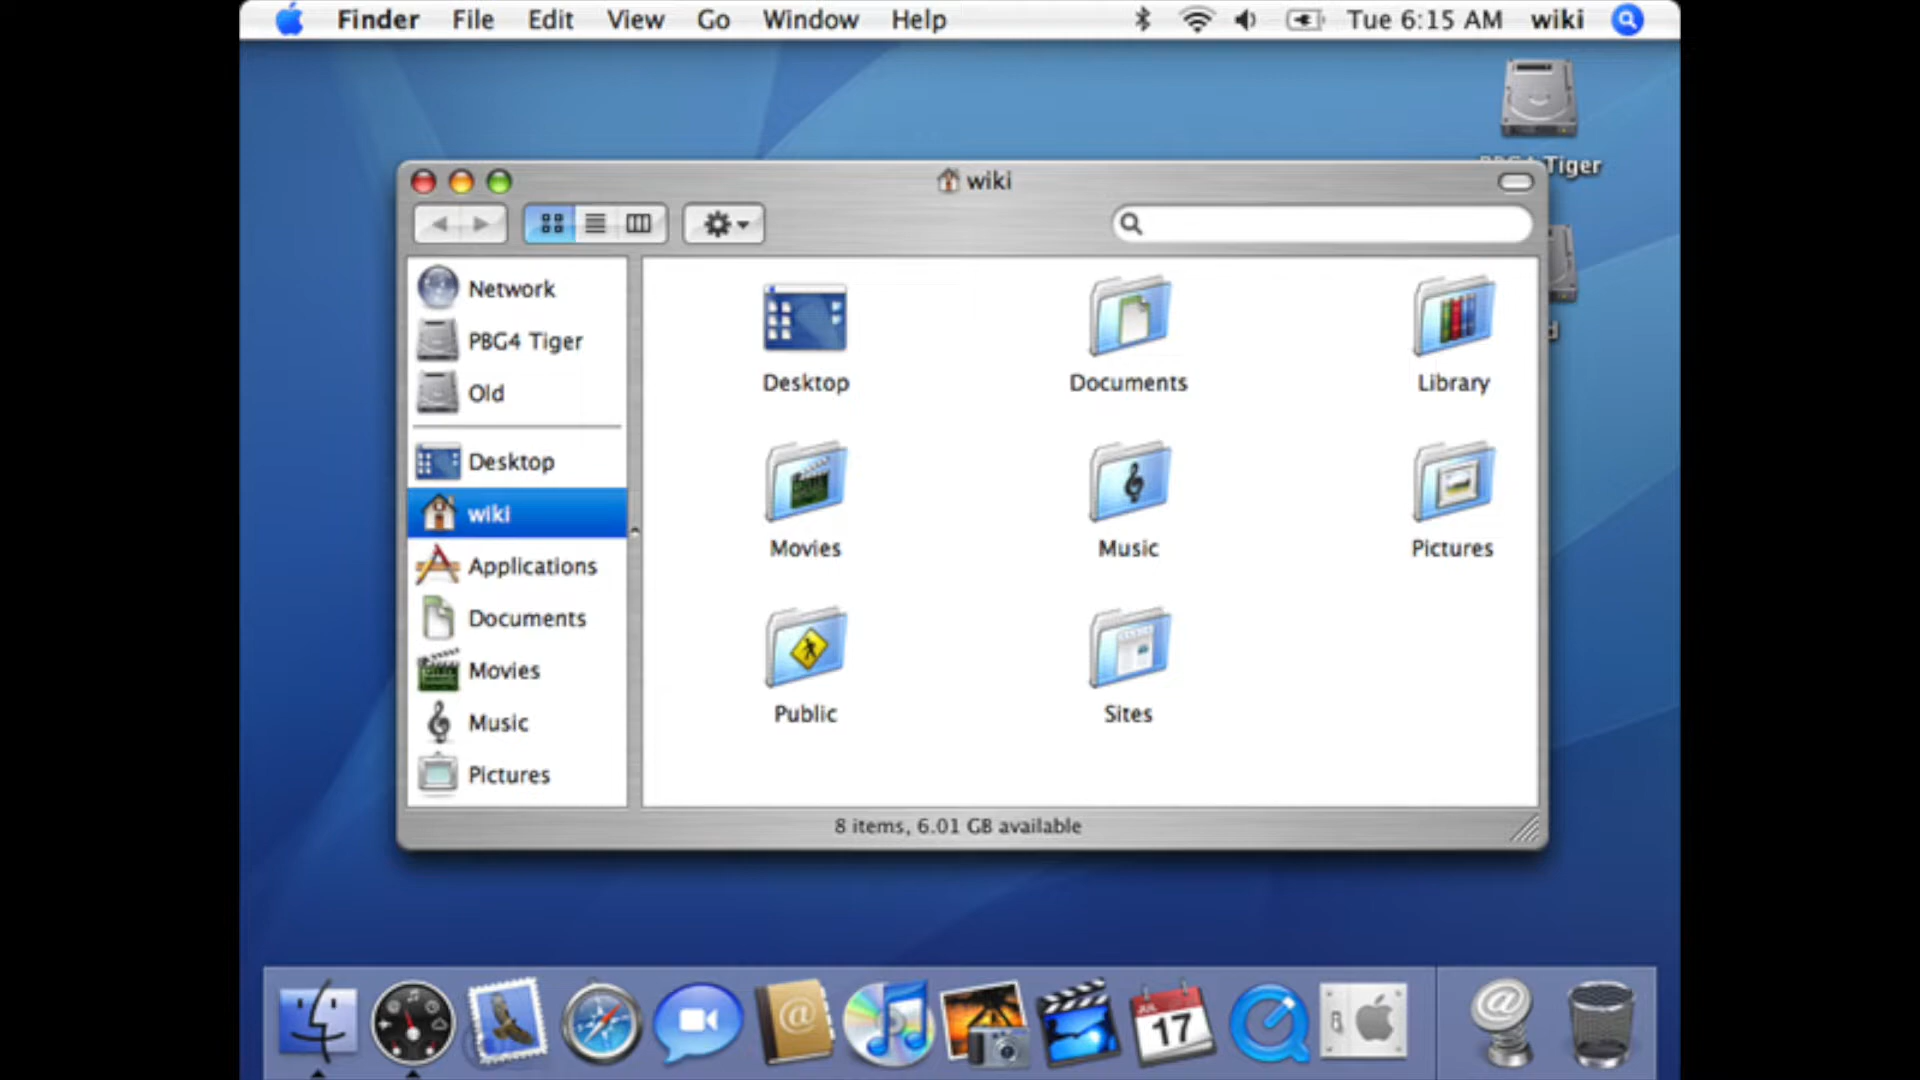 Finder File Edit View Go Window Help Tue 6:15 AM wiki
Tiger
wiki
Network
PBG4 Tiger
Old
Desktop
wiki
Applications
Documents
Movies
Music
Pictures
Desktop Documents Library
Movies Music Pictures
Public Sites
8 items, 6.01 GB available
JUL
17